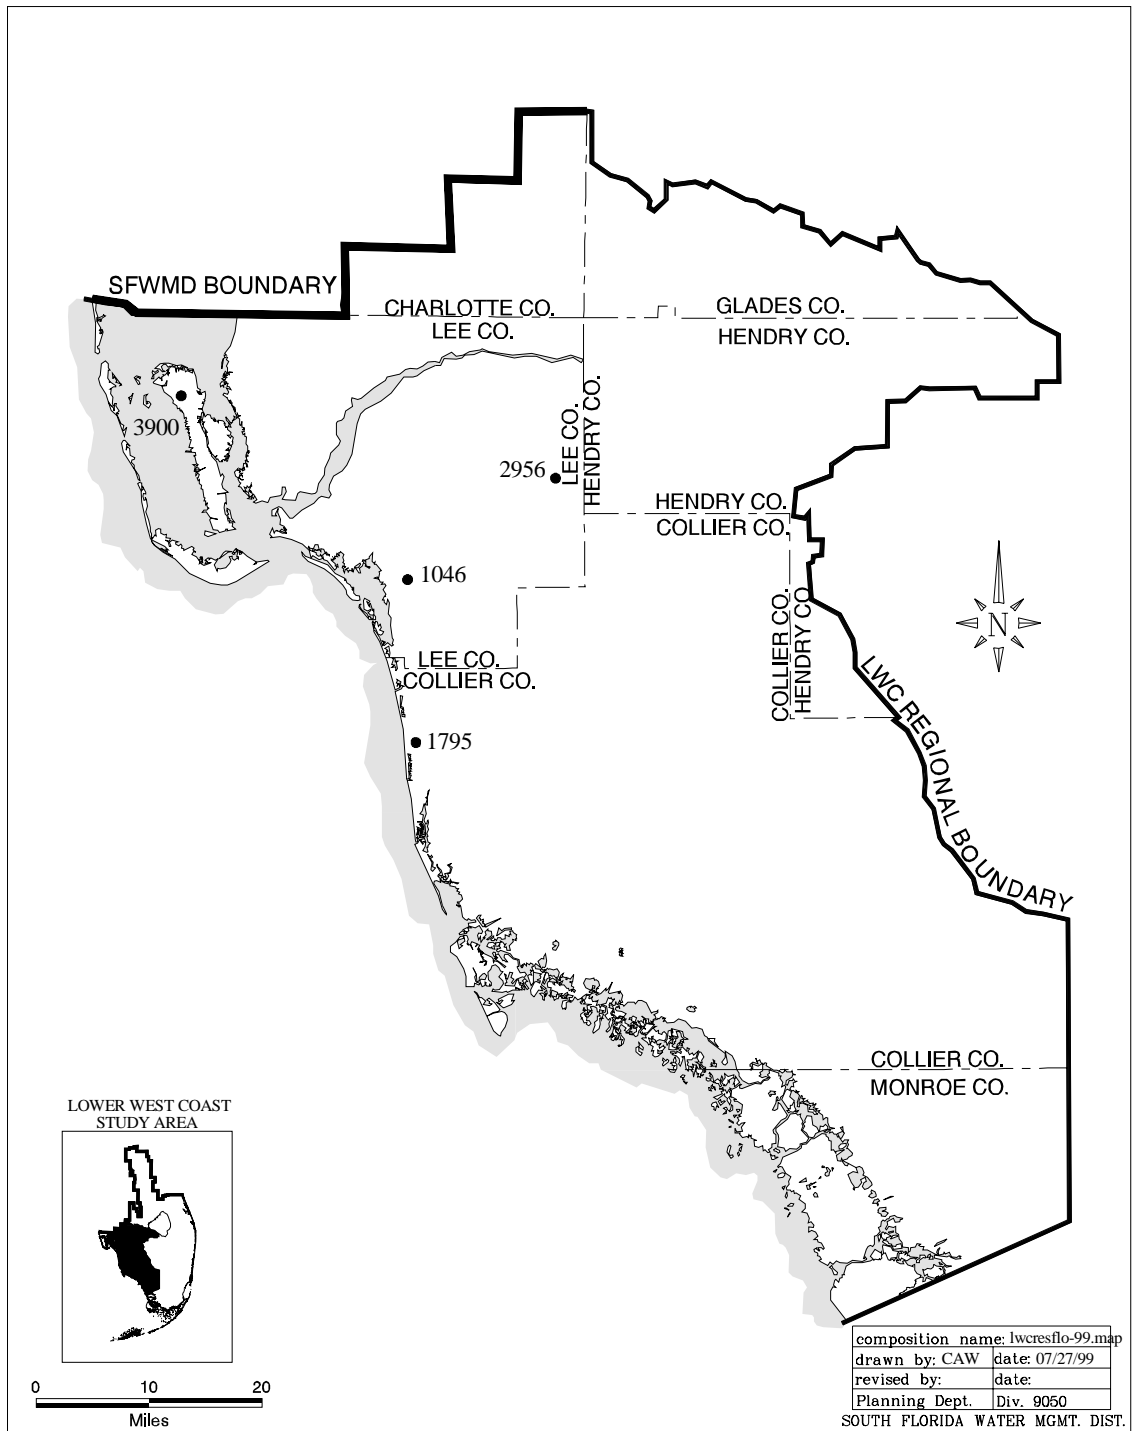 SFWMD BOUNDARY
CHARLOTTE CO.
LEE CO.
GLADES CO.
HENDRY CO.
3900
LEE CO.
HENDRY CO.
2956
HENDRY CO.
COLLIER CO.
1046
COLLIER CO.
HENDRY CO.
N
LEE CO.
COLLIER CO.
LWC REGIONAL BOUNDARY
1795
COLLIER CO.
MONROE CO.
LOWER WEST COAST
STUDY AREA
0 10 20
Miles
composition name: lwcresflo-99.map
drawn by: CAW date: 07/27/99
revised by: date:
Planning Dept. Div. 9050
SOUTH FLORIDA WATER MGMT. DIST.